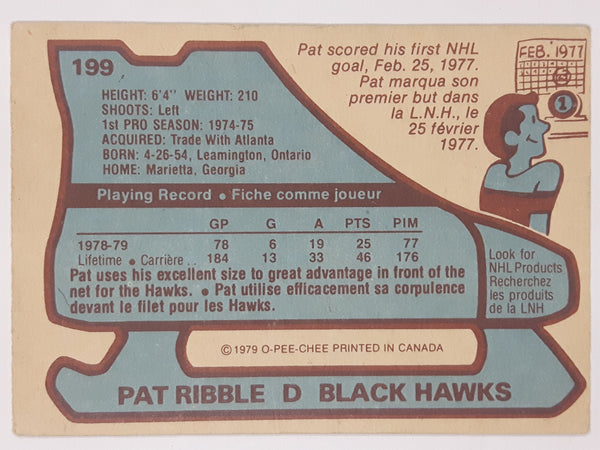 199
HEIGHT: 6'4" WEIGHT: 210
SHOOTS: Left
1st PRO SEASON: 1974-75
ACQUIRED: Trade With Atlanta
BORN: 4-26-54, Leamington, Ontario
HOME: Marietta, Georgia
Pat scored his first NHL
goal, Feb. 25, 1977.
Pat marqua son
premier but dans
la L.N.H., le
25 février
1977.
FEB. 1977
1
Playing Record • Fiche comme joueur
GP G A PTS PIM
1978-79 78 6 19 25 77
Lifetime • Carrière .. 184 13 33 46 176
Pat uses his excellent size to great advantage in front of the
net for the Hawks. • Pat utilise efficacement sa corpulence
devant le filet pour les Hawks.
Look for
NHL Products
Recherchez
les produits
de la LNH
©1979 O-PEE-CHEE PRINTED IN CANADA
PAT RIBBLE D BLACK HAWKS